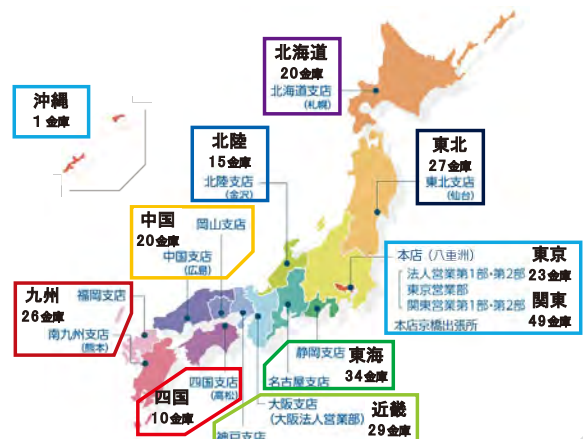 北海道
20金庫
北海道支店
(札幌)
沖縄
1金庫
北陸
15金庫
北陸支店
(金沢)
東北
27金庫
東北支店
(仙台)
中国
20金庫
岡山支店
中国支店
(広島)
本店(八重洲)
法人営業第1部・第2部
東京営業部
関東営業第1部・第2部
本店京橋出張所
東京
23金庫
関東
49金庫
九州
26金庫
福岡支店
南九州支店
(熊本)
静岡支店
名古屋支店
東海
34金庫
四国支店
(高松)
四国
10金庫
大阪支店
(大阪法人営業部)
神戸支店
近畿
29金庫